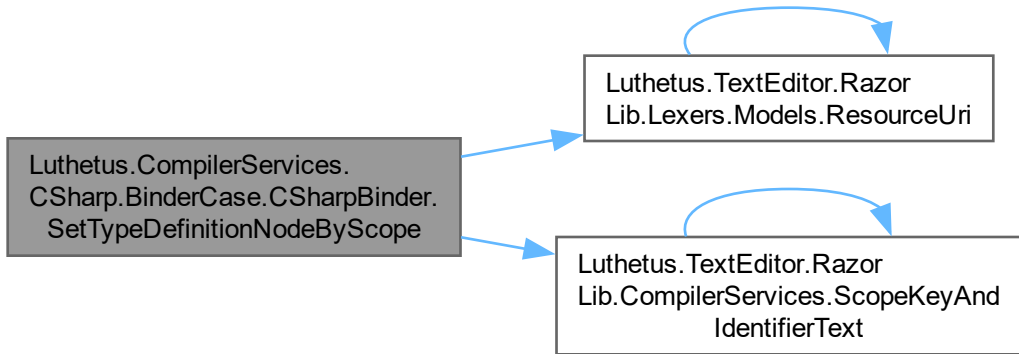 Luthetus.CompilerServices.
CSharp.BinderCase.CSharpBinder.
SetTypeDefinitionNodeByScope
Luthetus.TextEditor.Razor
Lib.Lexers.Models.ResourceUri
Luthetus.TextEditor.Razor
Lib.CompilerServices.ScopeKeyAnd
IdentifierText